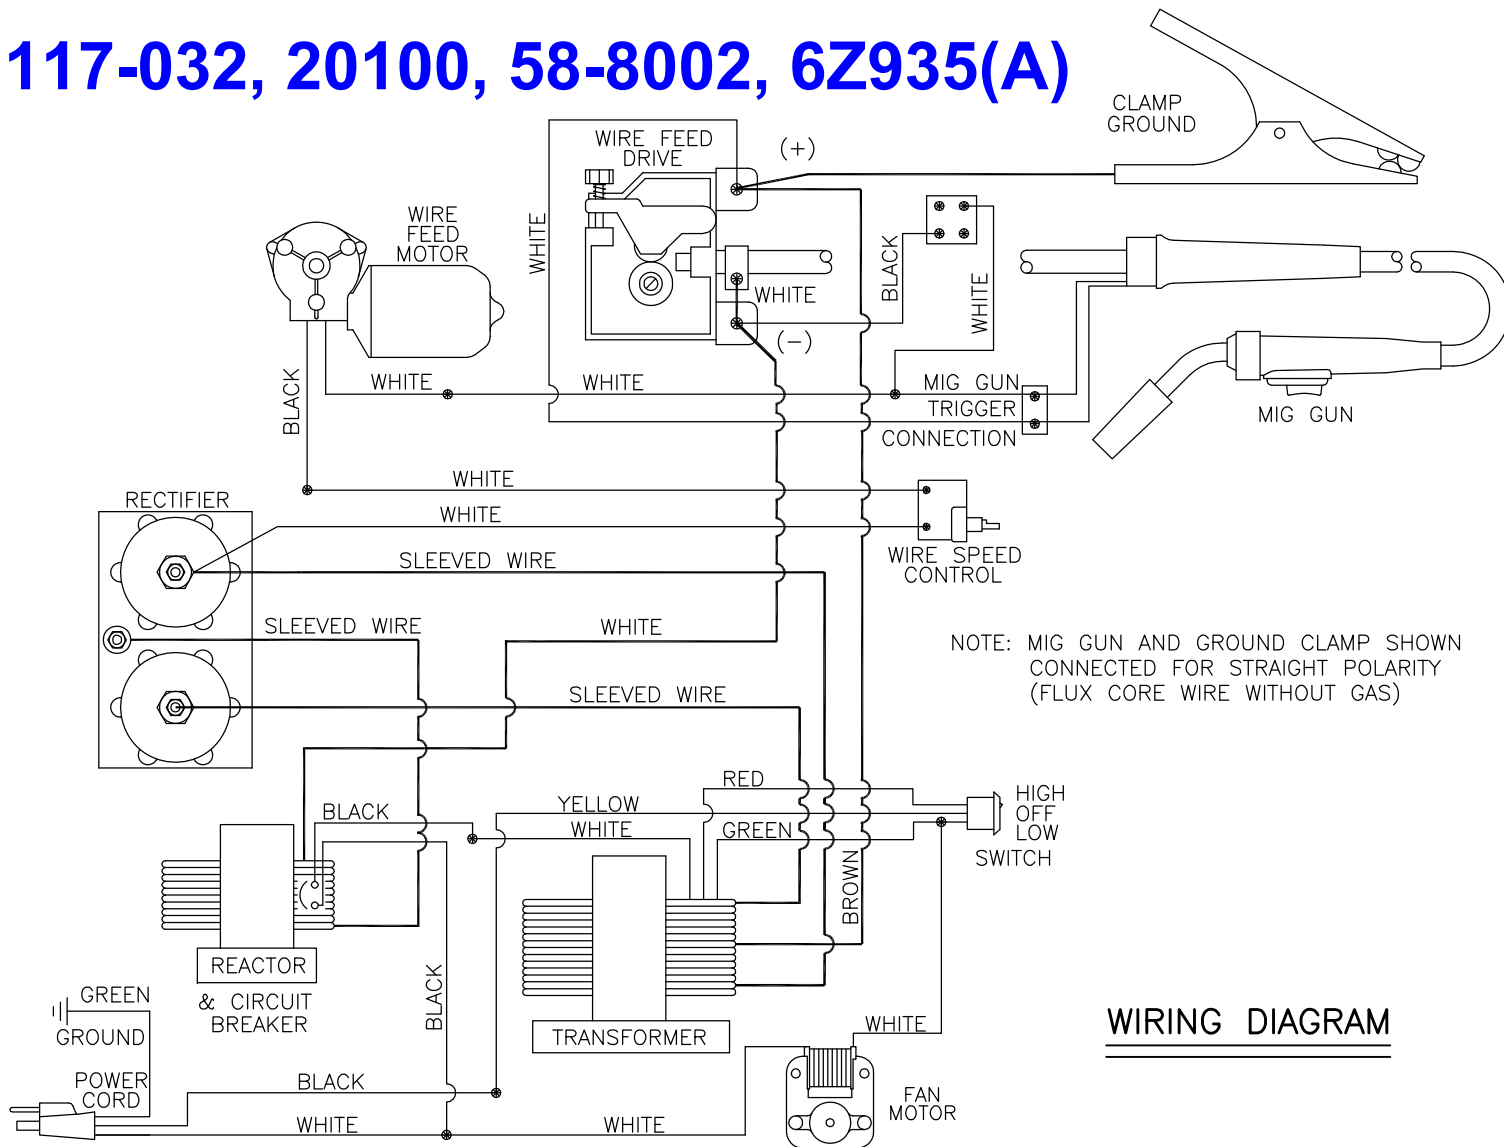 117-032, 20100, 58-8002, 6Z935(A)
CLAMP
GROUND
WIRE FEED
DRIVE
(+)
WIRE
FEED
MOTOR
WHITE
BLACK
WHITE
WHITE
(-)
BLACK
WHITE
WHITE
MIG GUN
TRIGGER
CONNECTION
MIG GUN
WHITE
RECTIFIER
WHITE
SLEEVED WIRE
WIRE SPEED
CONTROL
SLEEVED WIRE
WHITE
NOTE: MIG GUN AND GROUND CLAMP SHOWN
CONNECTED FOR STRAIGHT POLARITY
(FLUX CORE WIRE WITHOUT GAS)
SLEEVED WIRE
RED
YELLOW
BLACK
WHITE
GREEN
HIGH
OFF
LOW
SWITCH
BROWN
REACTOR
& CIRCUIT
BREAKER
BLACK
GREEN
GROUND
TRANSFORMER
WHITE
WIRING DIAGRAM
POWER
CORD
BLACK
FAN
MOTOR
WHITE
WHITE